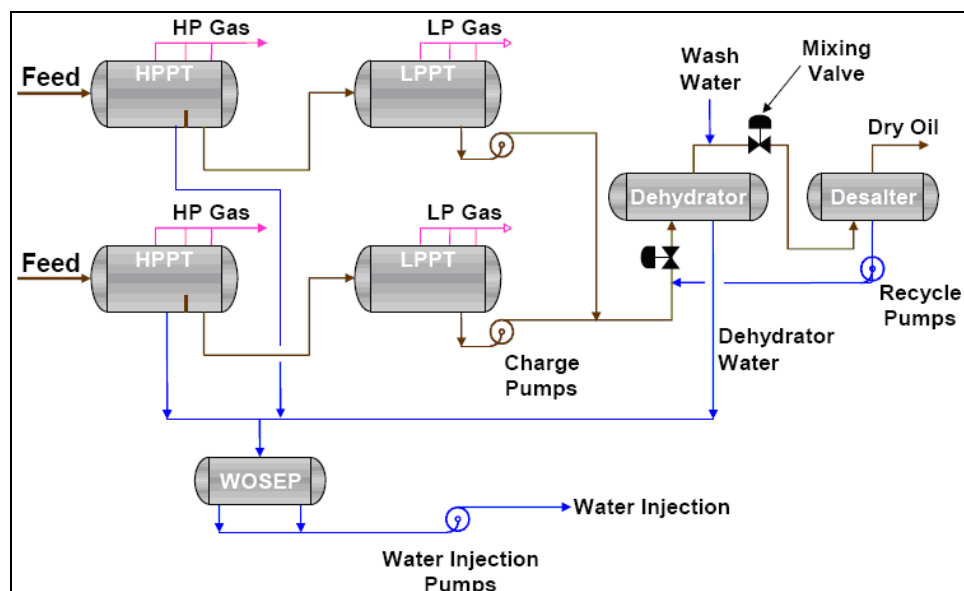 HP Gas
LP Gas
Feed
HPPT
LPPT
Wash
Water
Mixing
Valve
Dry Oil
Dehydrator
Desalter
HP Gas
LP Gas
Feed
HPPT
LPPT
Recycle
Pumps
Charge
Pumps
Dehydrator
Water
WOSEP
Water Injection
Water Injection
Pumps